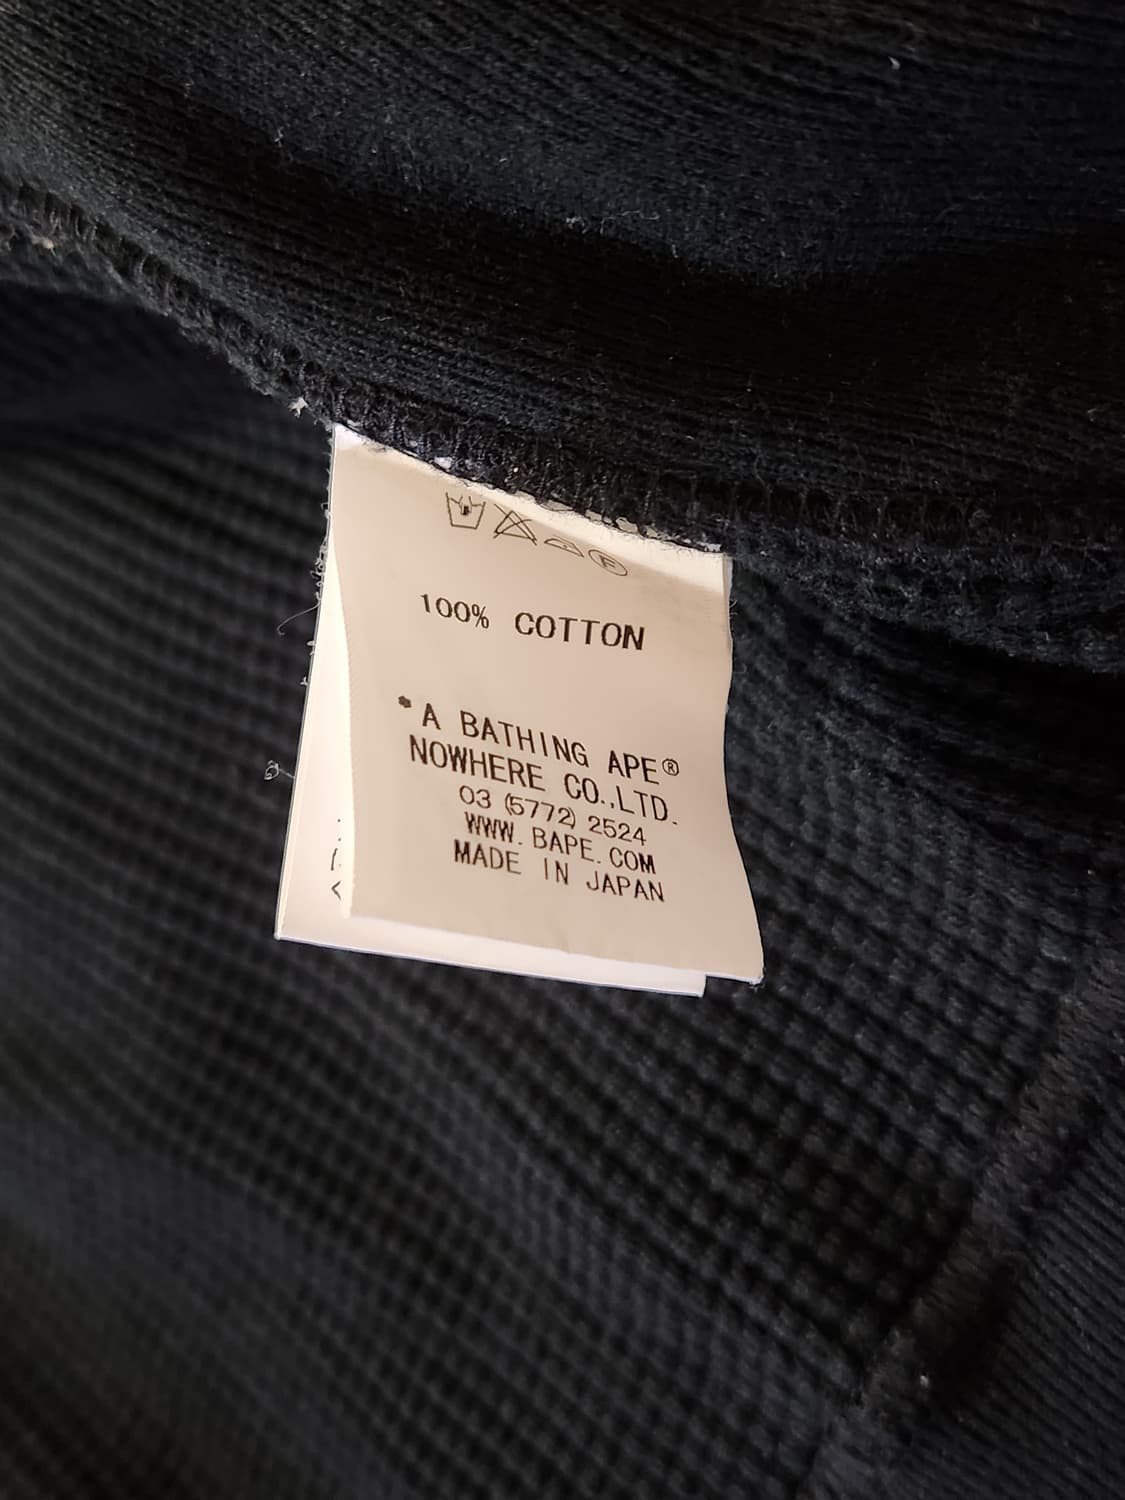 F
100% COTTON
*A BATHING APE®
NOWHERE CO.,LTD.
03 (5772) 2524
WWW.BAPE.COM
MADE IN JAPAN